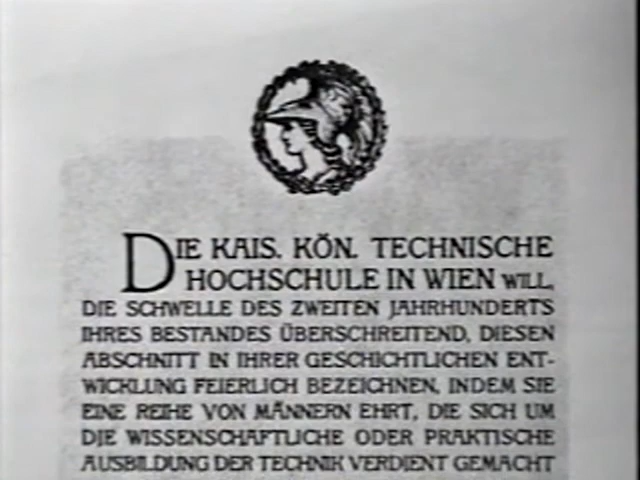 DIE KAIS. KÖN. TECHNISCHE
HOCHSCHULE IN WIEN WILL,
DIE SCHWELLE DES ZWEITEN JAHRHUNDERTS
IHRES BESTANDES ÜBERSCHREITEND, DIESEN
ABSCHNITT IN IHRER GESCHICHTLICHEN ENT-
WICKLUNG FEIERLICH BEZEICHNEN, INDEM SIE
EINE REIHE VON MÄNNERN EHRT, DIE SICH UM
DIE WISSENSCHAFTLICHE ODER PRAKTISCHE
AUSBILDUNG DER TECHNIK VERDIENT GEMACHT